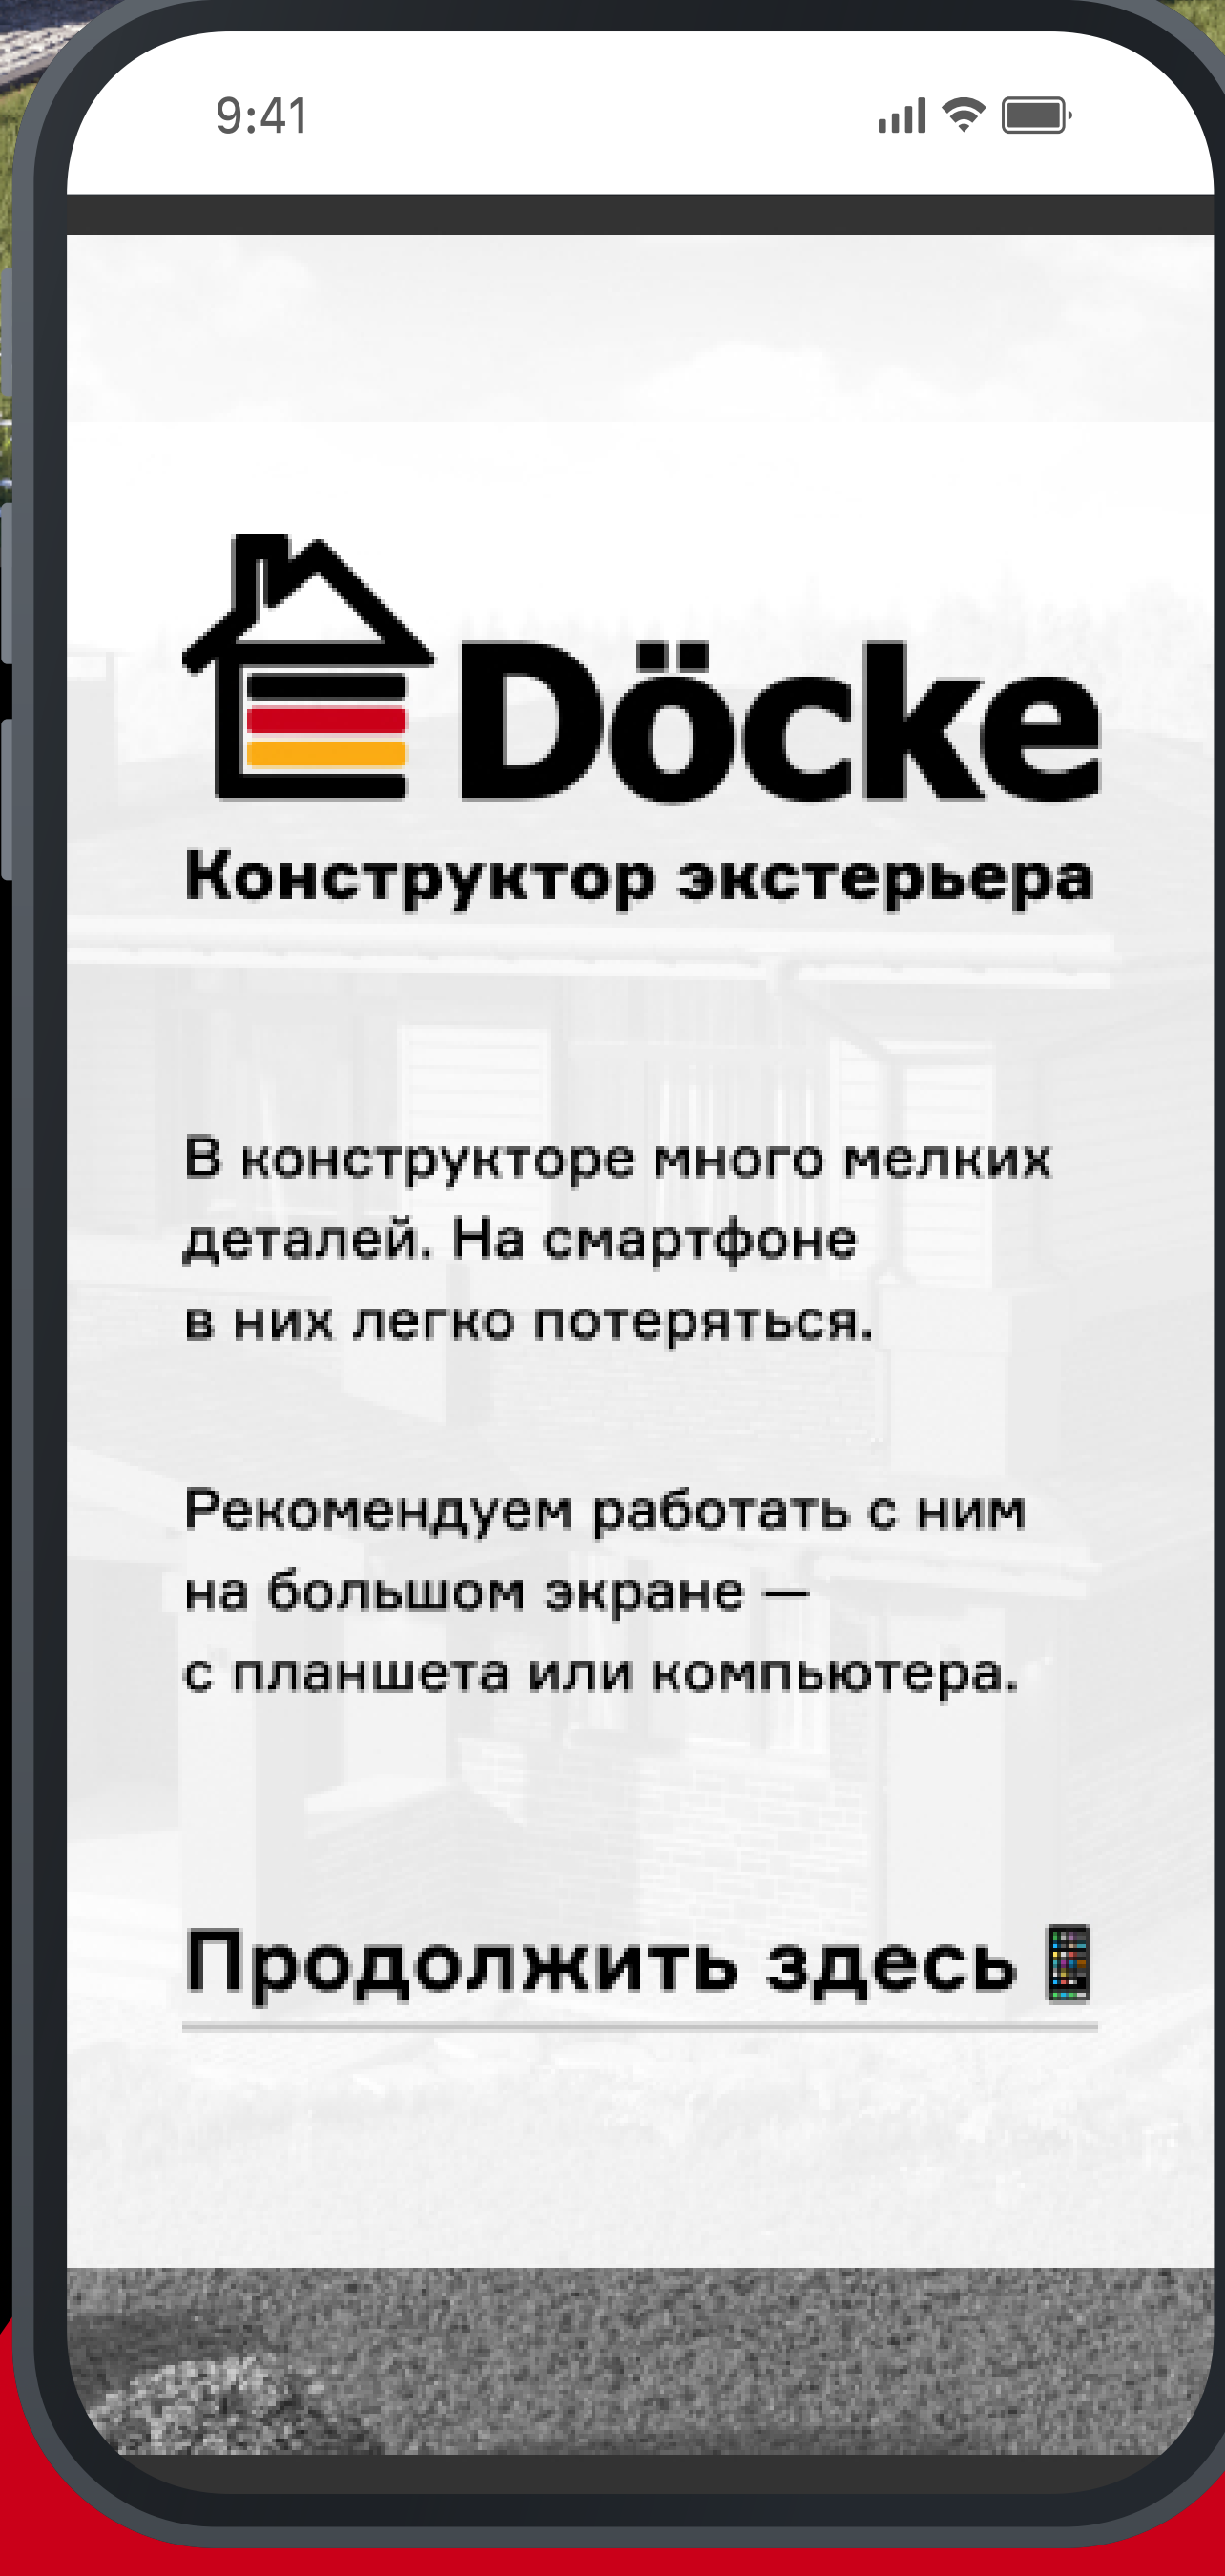 9:41
Döcke
Конструктор экстерьера
В конструкторе много мелких
деталей. На смартфоне
в них легко потеряться.
Рекомендуем работать с ним
на большом экране —
с планшета или компьютера.
Продолжить здесь